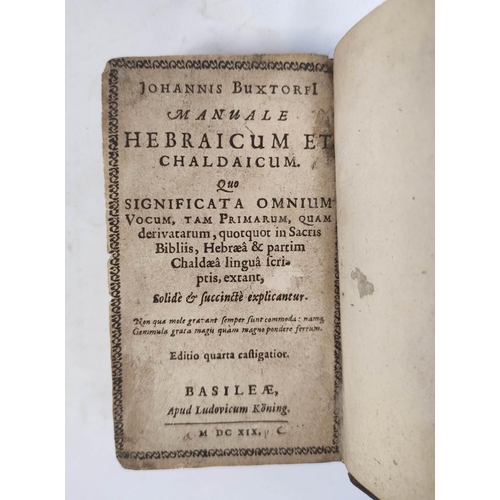 JOHANNIS BUXTORFI
MANUALE
HEBRAICUM ET
CHALDAICUM.
Quo
SIGNIFICATA OMNIUM
VOCUM, TAM PRIMARUM, QUAM
derivatarum, quotquot in Sacris
Bibliis, Hebræâ & partim
Chaldæâ linguâ ſcri-
ptis, extant,
Solidè & ſuccinctè explicantur.
Non quæ mole gravant ſemper ſunt commoda: namq;
Gemmula grata magis quàm magno pondere ferrum.
Editio quarta caſtigatior.
BASILEÆ,
Apud Ludovicum Köning.
M DC XIX.